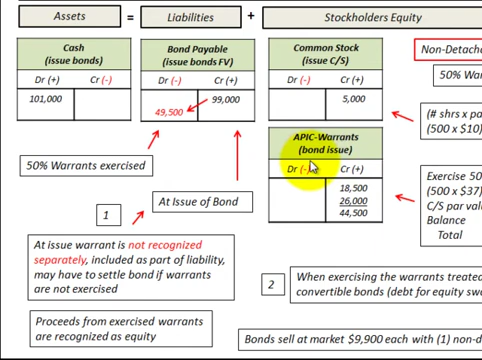 Assets = Liabilities + Stockholders Equity
Cash
(issue bonds)
Dr (+) Cr (-)
101,000
Bond Payable
(issue bonds FV)
Dr (-) Cr (+)
99,000
49,500
Common Stock
(issue C/S)
Dr (-) Cr (+)
5,000
APIC-Warrants
(bond issue)
Dr (-) Cr (+)
18,500
26,000
44,500
Non-Detach
50% War
(# shrs x pa
(500 x $10)
Exercise 50
(500 x $37)
C/S par val
Balance
Total
50% Warrants exercised
At Issue of Bond
1
At issue warrant is not recognized
separately, included as part of liability,
may have to settle bond if warrants
are not exercised
Proceeds from exercised warrants
are recognized as equity
2
When exercising the warrants treated
convertible bonds (debt for equity swa
Bonds sell at market $9,900 each with (1) non-d